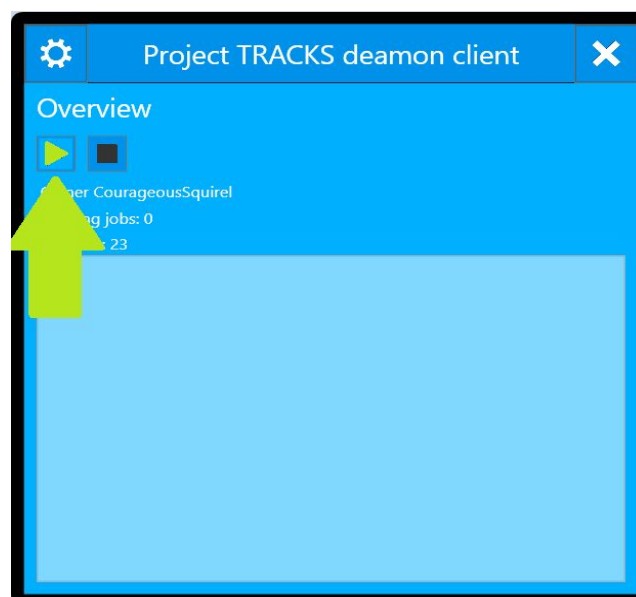 Project TRACKS deamon client
Overview
CourageousSquirel
jobs: 0
: 23